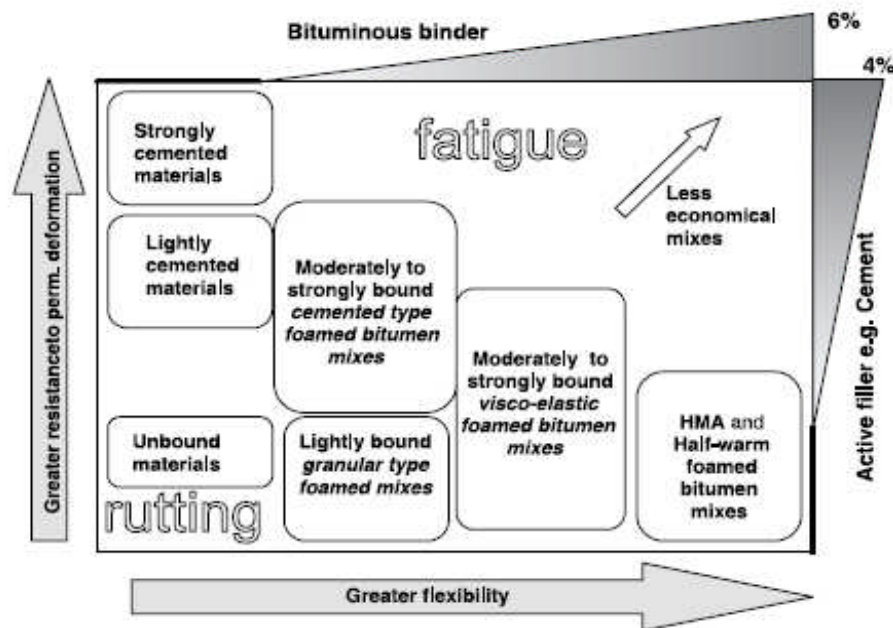 Bituminous binder
6%
4%
Strongly
cemented
materials
fatigue
Less
economical
mixes
Lightly
cemented
materials
Moderately to
strongly bound
cemented type
foamed bitumen
mixes
Moderately to
strongly bound
visco-elastic
foamed bitumen
mixes
HMA and
Half-warm
foamed
bitumen
mixes
Unbound
materials
Lightly bound
granular type
foamed mixes
rutting
Greater resistanceto perm. deformation
Active filler e.g. Cement
Greater flexibility